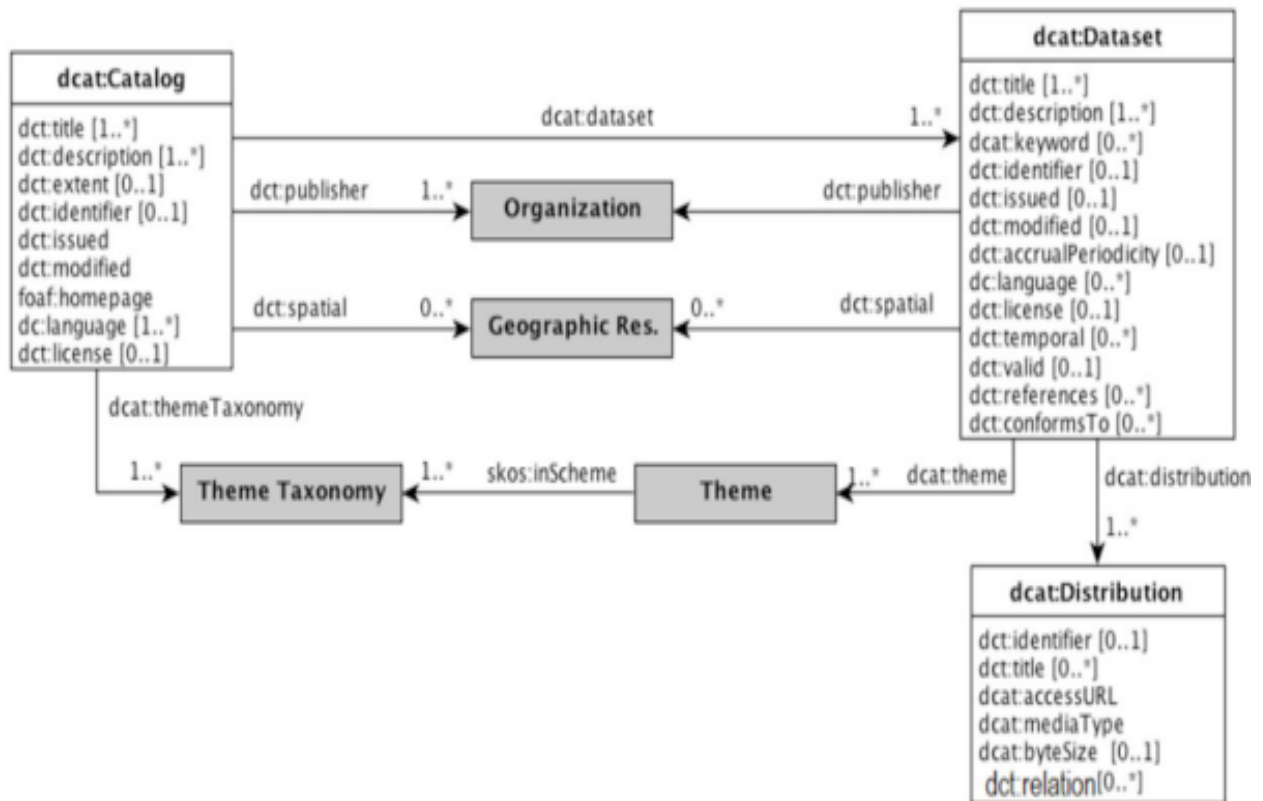 dcat:Catalog
dct:title [1..*]
dct:description [1..*]
dct:extent [0..1]
dct:identifier [0..1]
dct:issued
dct:modified
foaf:homepage
dc:language [1..*]
dct:license [0..1]
dcat:dataset
1..*
dct:publisher
1..*
Organization
dct:publisher
dct:spatial
0..*
Geographic Res.
0..*
dct:spatial
dcat:Dataset
dct:title [1..*]
dct:description [1..*]
dcat:keyword [0..*]
dct:identifier [0..1]
dct:issued [0..1]
dct:modified [0..1]
dct:accrualPeriodicity [0..1]
dc:language [0..*]
dct:license [0..1]
dct:temporal [0..*]
dct:valid [0..1]
dct:references [0..*]
dct:conformsTo [0..*]
dcat:themeTaxonomy
1..*
Theme Taxonomy
1..*
skos:inScheme
Theme
1..*
dcat:theme
dcat:distribution
1..*
dcat:Distribution
dct:identifier [0..1]
dct:title [0..*]
dcat:accessURL
dcat:mediaType
dcat:byteSize [0..1]
dct:relation[0..*]